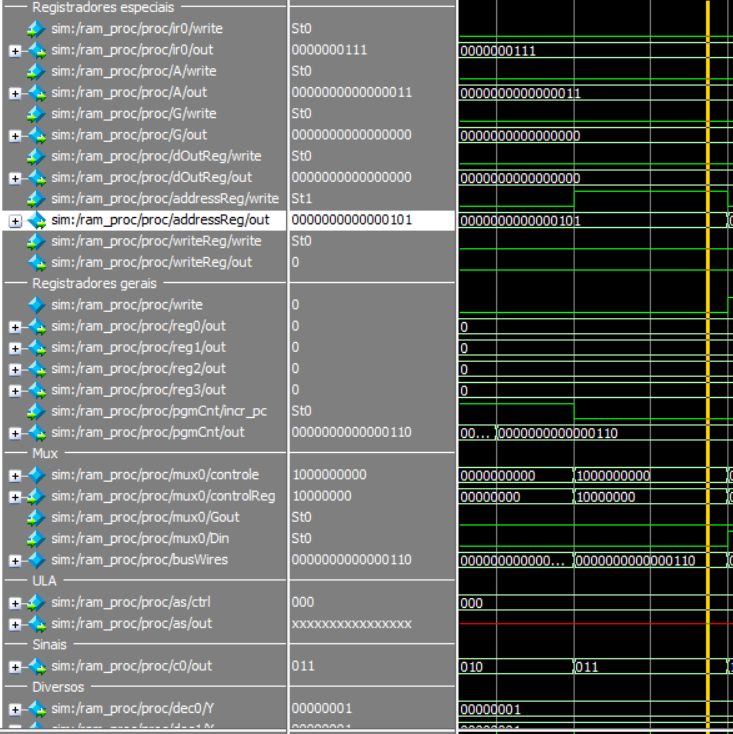 Registradores especiais
sim:/ram_proc/proc/ir0/write St0
sim:/ram_proc/proc/ir0/out 0000000111 0000000111
sim:/ram_proc/proc/A/write St0
sim:/ram_proc/proc/A/out 0000000000000011 0000000000000011
sim:/ram_proc/proc/G/write St0
sim:/ram_proc/proc/G/out 0000000000000000 0000000000000000
sim:/ram_proc/proc/dOutReg/write St0
sim:/ram_proc/proc/dOutReg/out 0000000000000000 0000000000000000
sim:/ram_proc/proc/addressReg/write St1
sim:/ram_proc/proc/addressReg/out 0000000000000101 0000000000000101
sim:/ram_proc/proc/writeReg/write St0
sim:/ram_proc/proc/writeReg/out 0
Registradores gerais
sim:/ram_proc/proc/write 0
sim:/ram_proc/proc/reg0/out 0 0
sim:/ram_proc/proc/reg1/out 0 0
sim:/ram_proc/proc/reg2/out 0 0
sim:/ram_proc/proc/reg3/out 0 0
sim:/ram_proc/proc/pgmCnt/incr_pc St0
sim:/ram_proc/proc/pgmCnt/out 0000000000000110 00... 0000000000000110
Mux
sim:/ram_proc/proc/mux0/controle 1000000000 0000000000 1000000000
sim:/ram_proc/proc/mux0/controlReg 10000000 00000000 10000000
sim:/ram_proc/proc/mux0/Gout St0
sim:/ram_proc/proc/mux0/Din St0
sim:/ram_proc/proc/busWires 0000000000000110 000000000000... 0000000000000110
ULA
sim:/ram_proc/proc/as/ctrl 000 000
sim:/ram_proc/proc/as/out xxxxxxxxxxxxxxxx
Sinais
sim:/ram_proc/proc/c0/out 011 010 011
Diversos
sim:/ram_proc/proc/dec0/Y 00000001 00000001